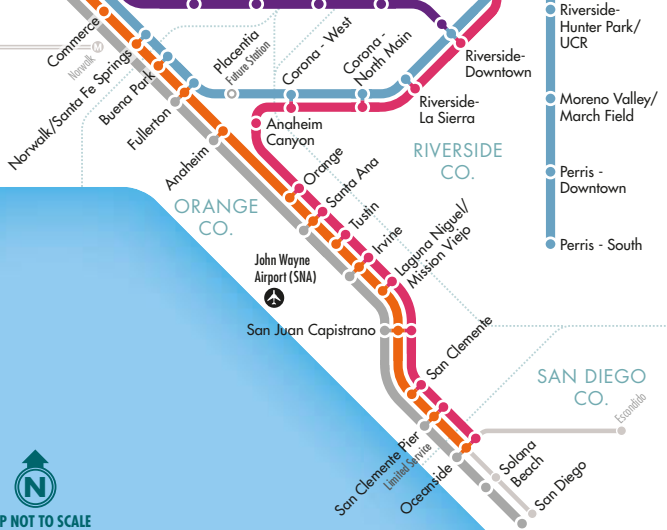 Commerce
Norwalk
M
Norwalk/Santa Fe Springs
Buena Park
Fullerton
Anaheim
Placentia
Future Station
Corona - West
Corona -
North Main
Riverside-
Downtown
Riverside-
La Sierra
Anaheim
Canyon
Riverside-
Hunter Park/
UCR
Moreno Valley/
March Field
Perris -
Downtown
Perris - South
RIVERSIDE
CO.
ORANGE
CO.
Orange
Santa Ana
Tustin
Irvine
Laguna Niguel/
Mission Viejo
John Wayne
Airport (SNA)
San Juan Capistrano
San Clemente
SAN DIEGO
CO.
Escondido
San Clemente Pier
Limited Service
Oceanside
Solana
Beach
San Diego
N
P NOT TO SCALE